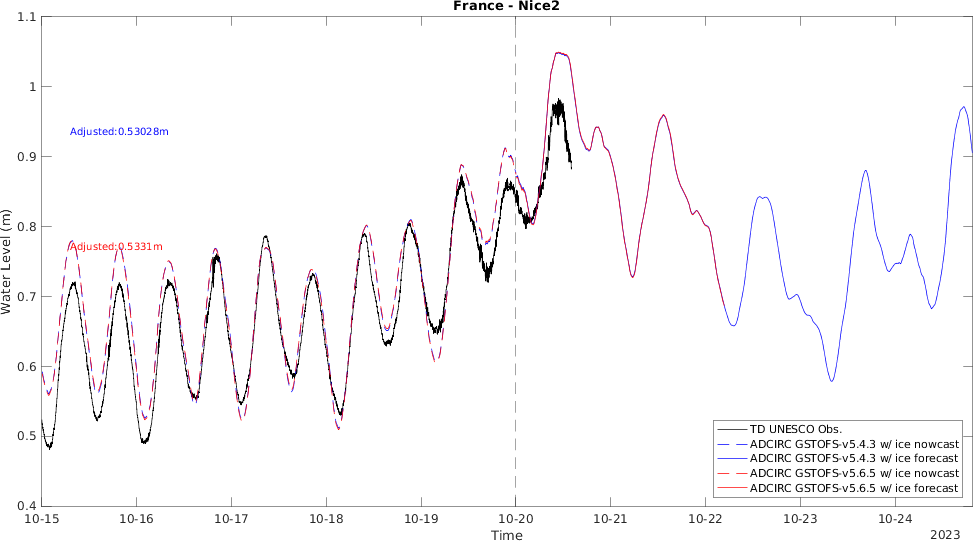 France - Nice2
1.1
1
0.9
0.8
0.7
0.6
0.5
0.4
Water Level (m)
Adjusted:0.53028m
Adjusted:0.5331m
TD UNESCO Obs.
ADCIRC GSTOFS-v5.4.3 w/ ice nowcast
ADCIRC GSTOFS-v5.4.3 w/ ice forecast
ADCIRC GSTOFS-v5.6.5 w/ ice nowcast
ADCIRC GSTOFS-v5.6.5 w/ ice forecast
10-15 10-16 10-17 10-18 10-19 10-20 10-21 10-22 10-23 10-24
Time
2023